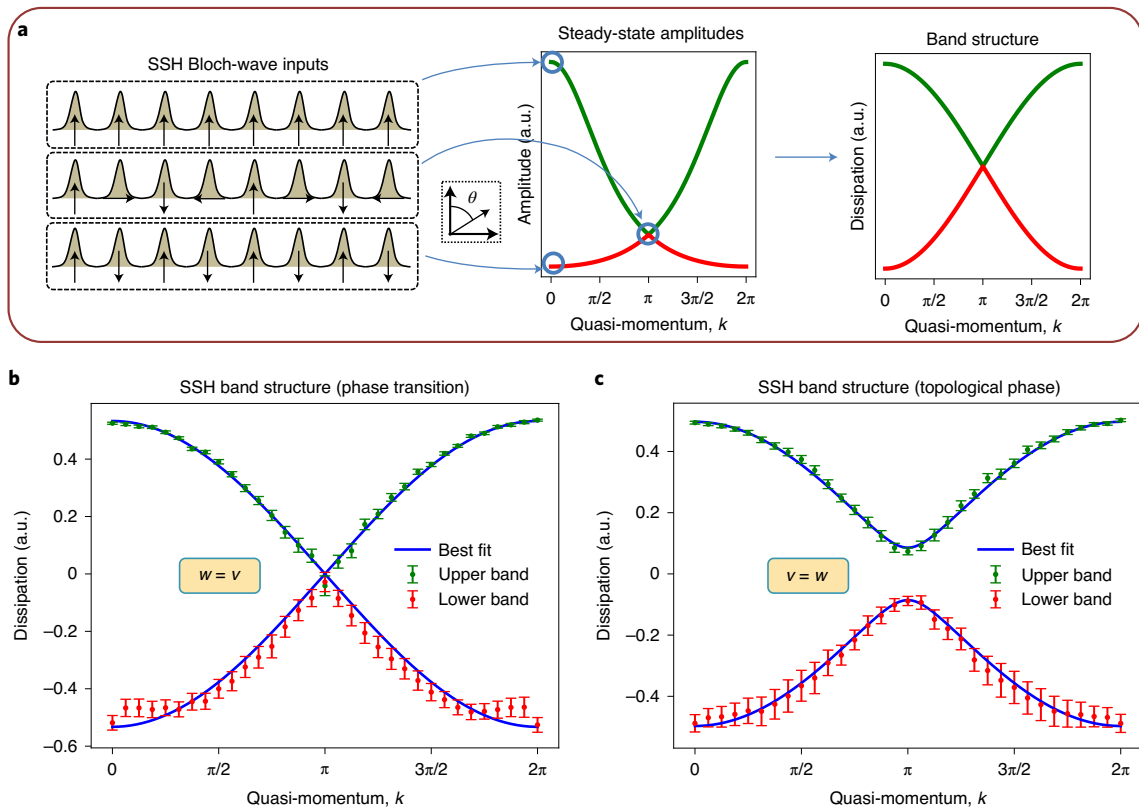 a
SSH Bloch-wave inputs
θ
Steady-state amplitudes
Amplitude (a.u.)
0 π/2 π 3π/2 2π
Quasi-momentum, k
Band structure
Dissipation (a.u.)
0 π/2 π 3π/2 2π
Quasi-momentum, k
b
SSH band structure (phase transition)
Dissipation (a.u.)
0.4
0.2
0
−0.2
−0.4
−0.6
w = v
Best fit
Upper band
Lower band
0 π/2 π 3π/2 2π
Quasi-momentum, k
c
SSH band structure (topological phase)
Dissipation (a.u.)
0.4
0.2
0
−0.2
−0.4
v = w
Best fit
Upper band
Lower band
0 π/2 π 3π/2 2π
Quasi-momentum, k